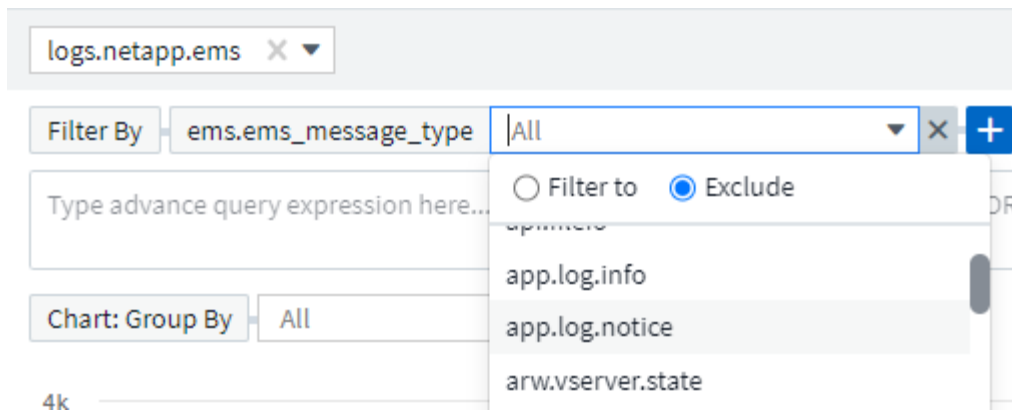 logs.netapp.ems
Filter By ems.ems_message_type All
Filter to Exclude
Type advance query expression here... OR
app.log.info
Chart: Group By All
app.log.notice
arw.vserver.state
4k